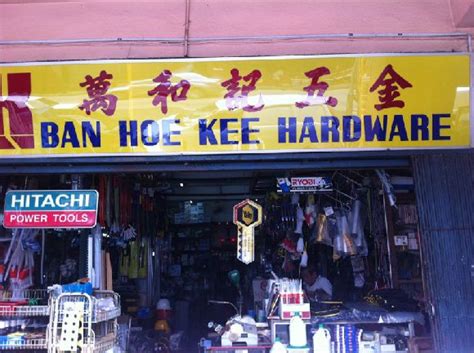 萬和記五金
BAN HOE KEE HARDWARE
HITACHI
POWER TOOLS
RYOBI